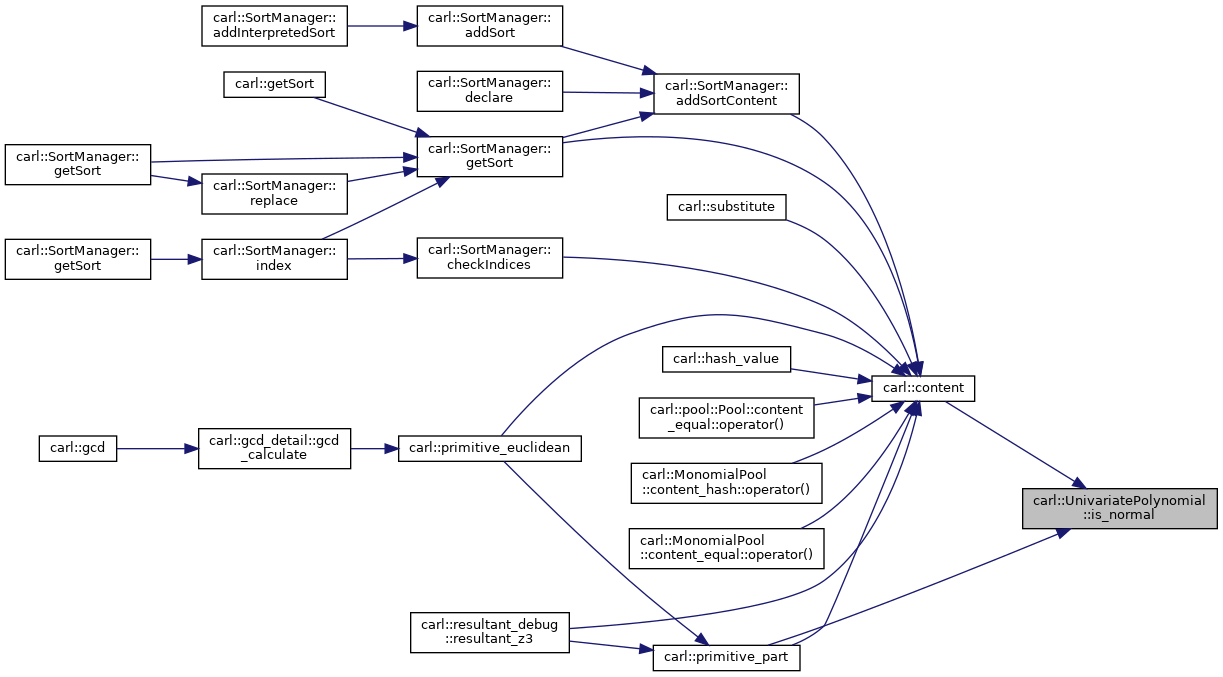 carl::SortManager::
addInterpretedSort
carl::SortManager::
addSort
carl::getSort
carl::SortManager::
declare
carl::SortManager::
addSortContent
carl::SortManager::
getSort
carl::SortManager::
getSort
carl::SortManager::
replace
carl::substitute
carl::SortManager::
getSort
carl::SortManager::
index
carl::SortManager::
checkIndices
carl::hash_value
carl::content
carl::pool::Pool::content
_equal::operator()
carl::gcd
carl::gcd_detail::gcd
_calculate
carl::primitive_euclidean
carl::MonomialPool
::content_hash::operator()
carl::UnivariatePolynomial
::is_normal
carl::MonomialPool
::content_equal::operator()
carl::resultant_debug
::resultant_z3
carl::primitive_part